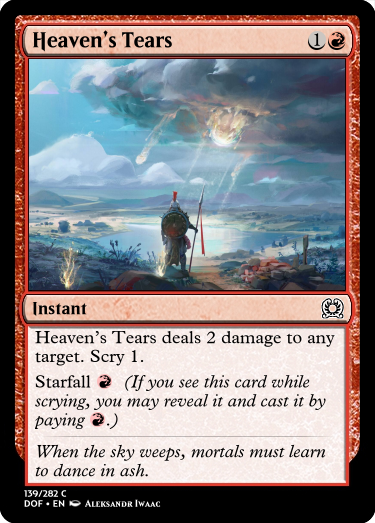 Heaven's Tears 1
Instant
Heaven's Tears deals 2 damage to any
target. Scry 1.
Starfall (If you see this card while
scrying, you may reveal it and cast it by
paying .)
When the sky weeps, mortals must learn
to dance in ash.
139/282 C
DOF • EN Aleksandr Iwaac